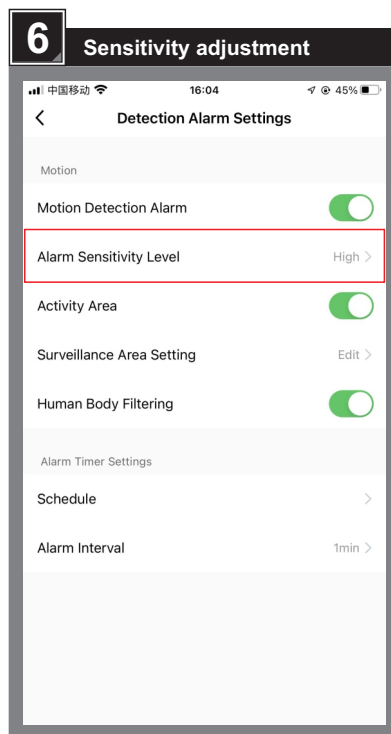 6 Sensitivity adjustment
中国移动 16:04 45%
Detection Alarm Settings
Motion
Motion Detection Alarm
Alarm Sensitivity Level High
Activity Area
Surveillance Area Setting Edit
Human Body Filtering
Alarm Timer Settings
Schedule
Alarm Interval 1min